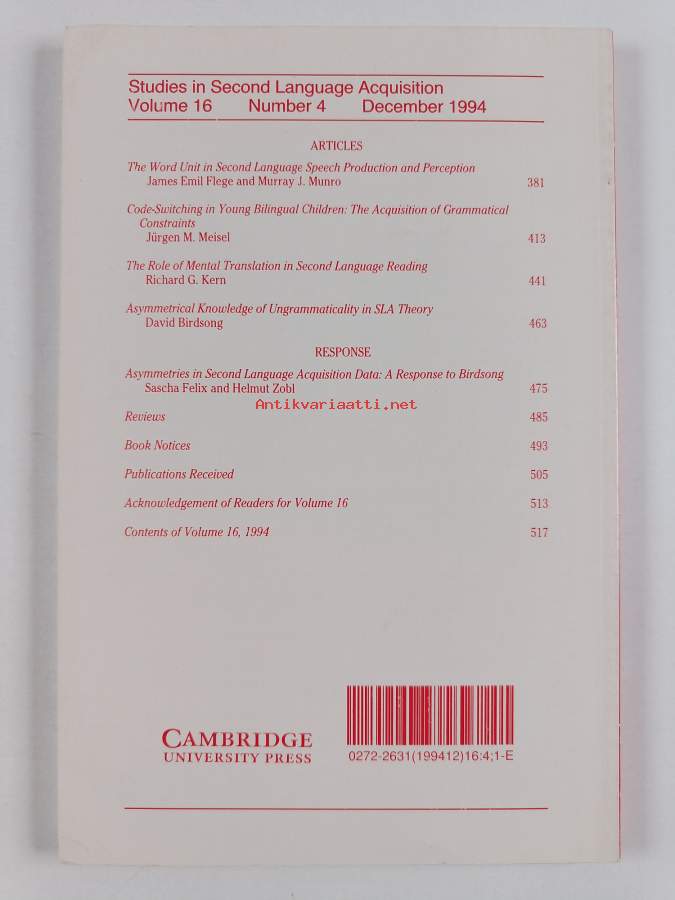 Studies in Second Language Acquisition
Volume 16 Number 4 December 1994
ARTICLES
The Word Unit in Second Language Speech Production and Perception
James Emil Flege and Murray J. Munro 381
Code-Switching in Young Bilingual Children: The Acquisition of Grammatical
Constraints
Jürgen M. Meisel 413
The Role of Mental Translation in Second Language Reading
Richard G. Kern 441
Asymmetrical Knowledge of Ungrammaticality in SLA Theory
David Birdsong 463
RESPONSE
Asymmetries in Second Language Acquisition Data: A Response to Birdsong
Sascha Felix and Helmut Zobl 475
Antikvariaatti.net
Reviews 485
Book Notices 493
Publications Received 505
Acknowledgement of Readers for Volume 16 513
Contents of Volume 16, 1994 517
CAMBRIDGE
UNIVERSITY PRESS
0272-2631(199412)16:4;1-E